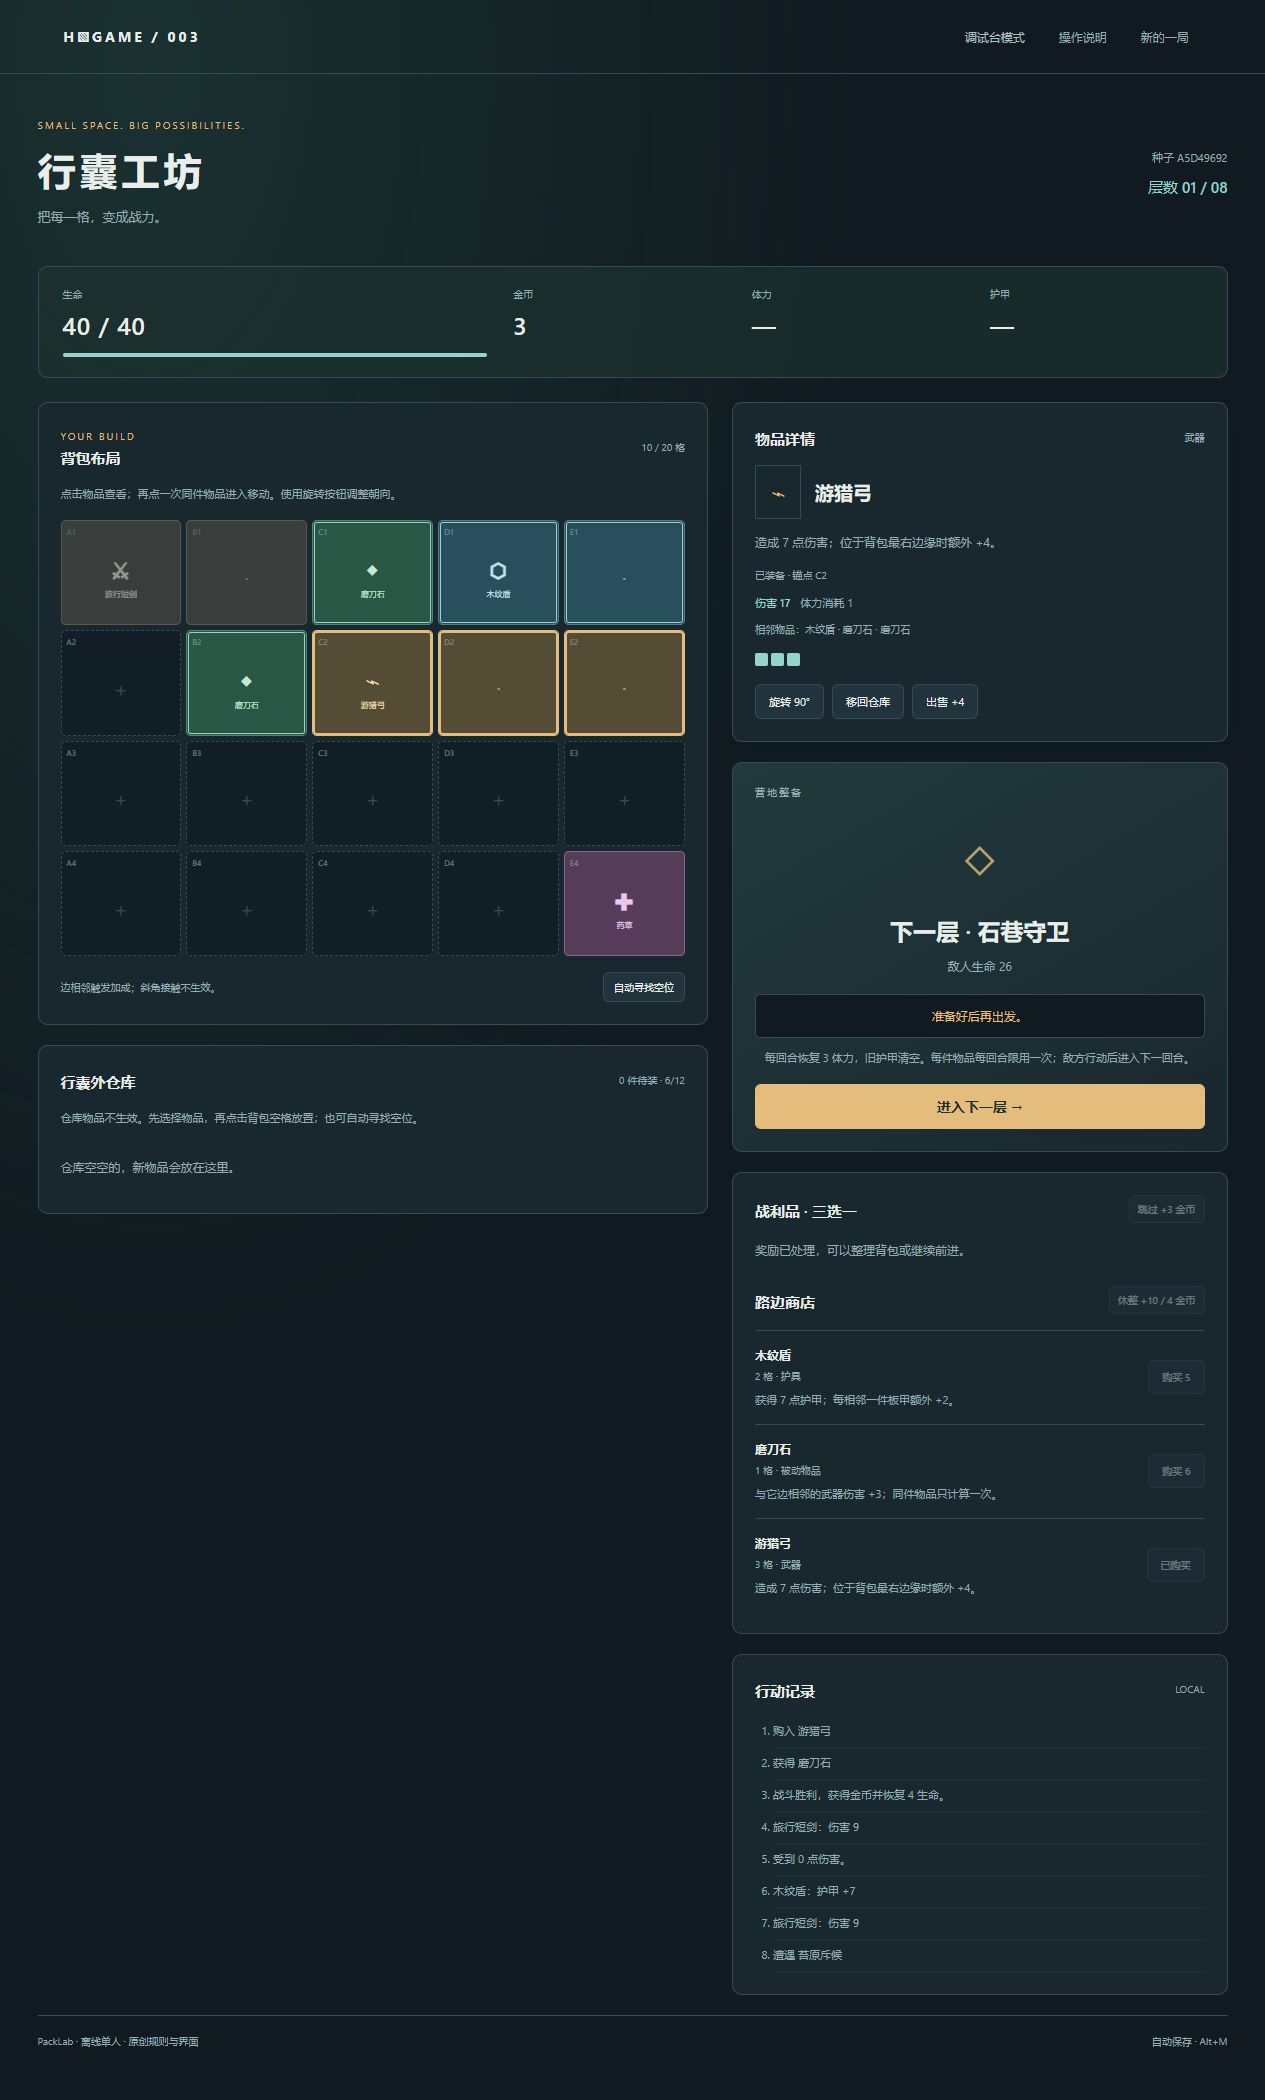 H▧GAME / 003
调试台模式 操作说明 新的一局
SMALL SPACE. BIG POSSIBILITIES.
行囊工坊
把每一格，变成战力。
种子 A5D49692
层数 01 / 08
生命
40 / 40
金币
3
体力
—
护甲
—
YOUR BUILD
背包布局
10 / 20 格
点击物品查看；再点一次同件物品进入移动。使用旋转按钮调整朝向。
A1
旅行短剑
B1
C1
磨刀石
D1
木纹盾
E1
A2
+
B2
磨刀石
C2
游猎弓
D2
E2
A3
+
B3
+
C3
+
D3
+
E3
+
A4
+
B4
+
C4
+
D4
+
E4
药草
边相邻触发加成；斜角接触不生效。
自动寻找空位
行囊外仓库
0 件待装 · 6/12
仓库物品不生效。先选择物品，再点击背包空格放置；也可自动寻找空位。
仓库空空的，新物品会放在这里。
物品详情
武器
游猎弓
造成 7 点伤害；位于背包最右边缘时额外 +4。
已装备 · 锚点 C2
伤害 17 体力消耗 1
相邻物品：木纹盾 · 磨刀石 · 磨刀石
旋转 90°
移回仓库
出售 +4
营地整备
下一层 · 石巷守卫
敌人生命 26
准备好后再出发。
每回合恢复 3 体力，旧护甲清空。每件物品每回合限用一次；敌方行动后进入下一回合。
进入下一层 →
战利品 · 三选一
跳过 +3 金币
奖励已处理，可以整理背包或继续前进。
路边商店
休整 +10 / 4 金币
木纹盾
2 格 · 护具
获得 7 点护甲；每相邻一件板甲额外 +2。
购买 5
磨刀石
1 格 · 被动物品
与它边相邻的武器伤害 +3；同件物品只计算一次。
购买 6
游猎弓
3 格 · 武器
造成 7 点伤害；位于背包最右边缘时额外 +4。
已购买
行动记录
LOCAL
1. 购入 游猎弓
2. 获得 磨刀石
3. 战斗胜利，获得金币并恢复 4 生命。
4. 旅行短剑：伤害 9
5. 受到 0 点伤害。
6. 木纹盾：护甲 +7
7. 旅行短剑：伤害 9
8. 遭遇 苔原斥候
PackLab · 离线单人 · 原创规则与界面
自动保存 · Alt+M